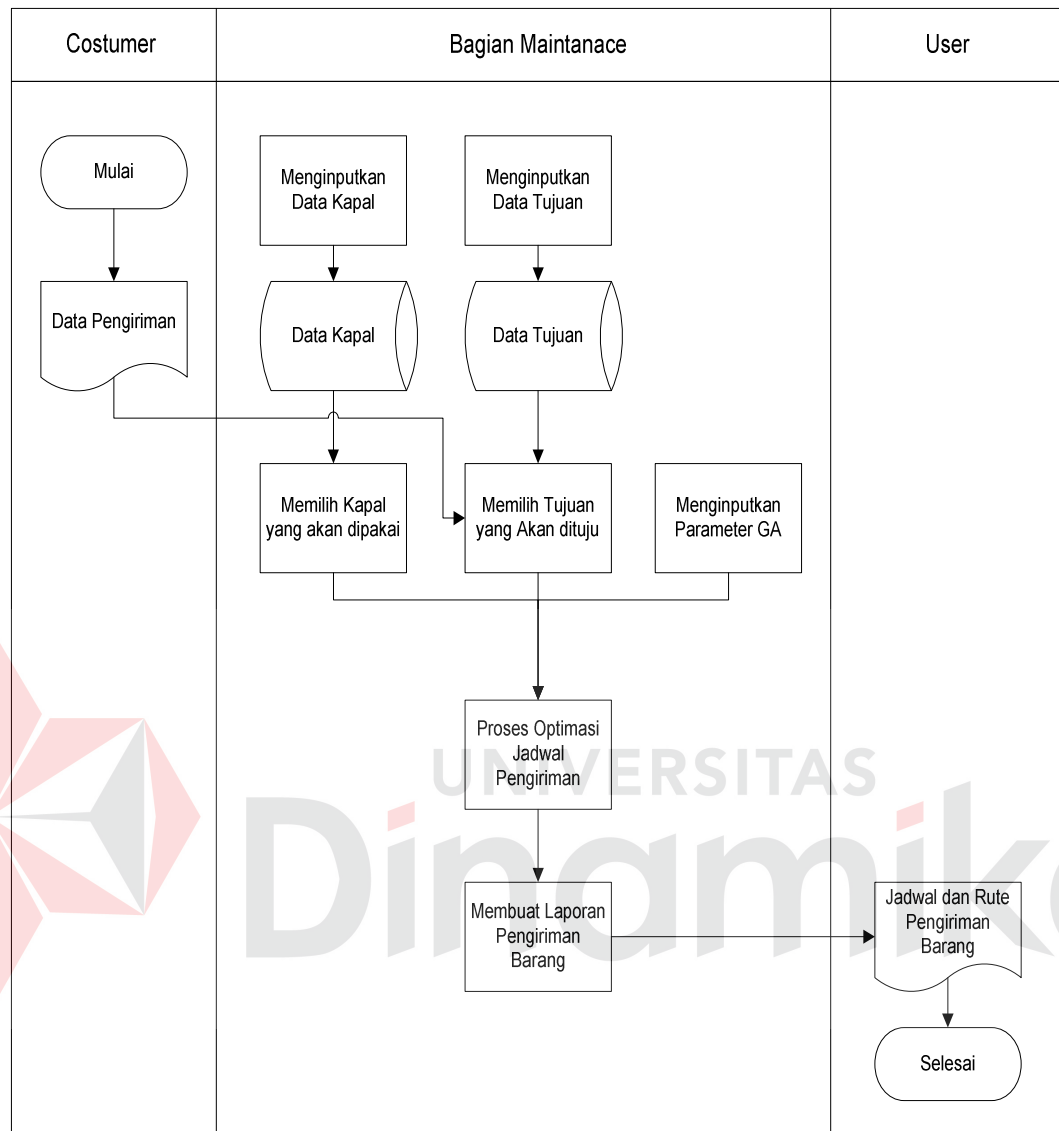 Costumer
Bagian Maintanace
User
Mulai
Menginputkan
Data Kapal
Menginputkan
Data Tujuan
Data Pengiriman
Data Kapal
Data Tujuan
Memilih Kapal
yang akan dipakai
Memilih Tujuan
yang Akan dituju
Menginputkan
Parameter GA
Proses Optimasi
Jadwal
Pengiriman
UNIVERSITAS
Dinamika
Membuat Laporan
Pengiriman
Barang
Jadwal dan Rute
Pengiriman
Barang
Selesai